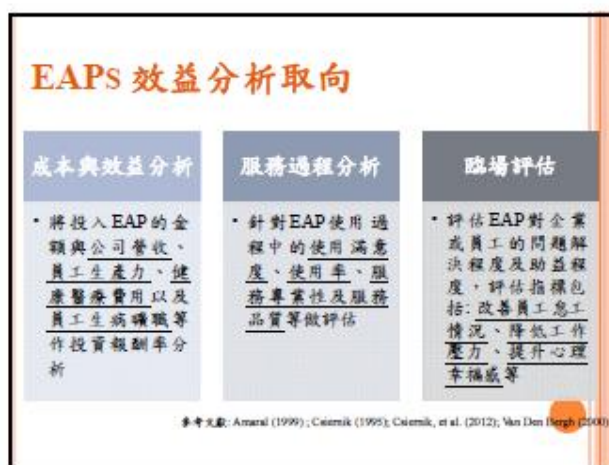 EAPs 效益分析取向
成本與效益分析
• 將投入EAP的金
額與公司營收、
員工生產力、健
康醫療費用以及
員工生病曠職等
作投資報酬率分
析
服務過程分析
• 針對EAP使用過
程中的使用滿意
度、使用率、服
務專業性及服務
品質等做評估
臨場評估
• 評估EAP對企業
或員工的問題解
決程度及助益程
度，評估指標包
括: 改善員工怠工
情況、降低工作
壓力、提升心理
幸福感等
參考文獻: Amaral (1999) ; Csiernik (1995); Csiernik, et al. (2012); Van Den Bergh (2000)